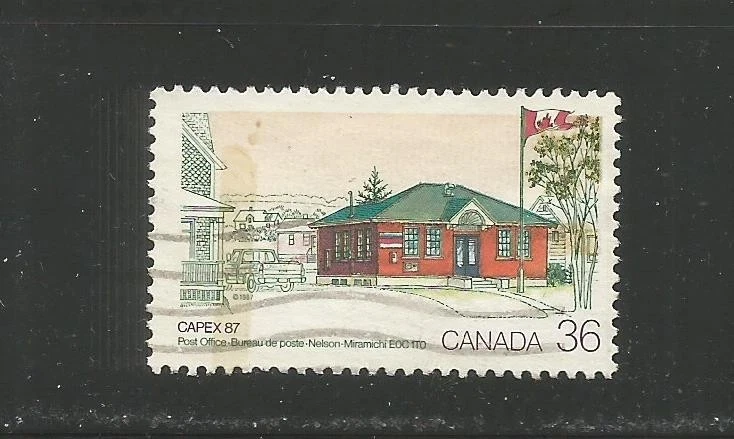 © 1987
CAPEX 87
Post Office·Bureau de poste·Nelson-Miramichi E0C 1T0
CANADA 36